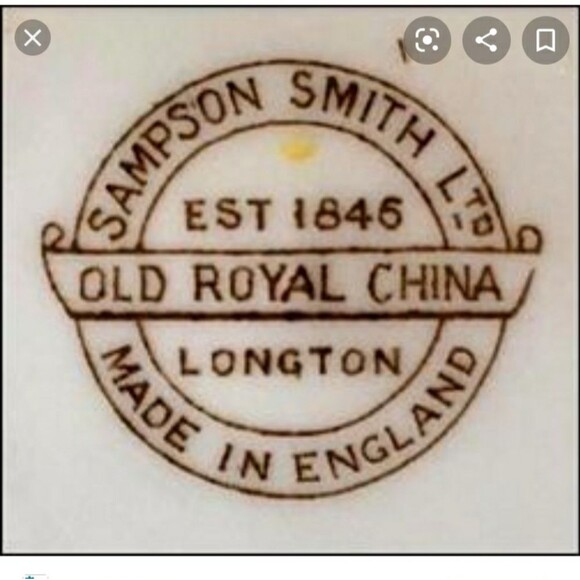 SAMPSON SMITH LTD
EST 1846
OLD ROYAL CHINA
LONGTON
MADE IN ENGLAND